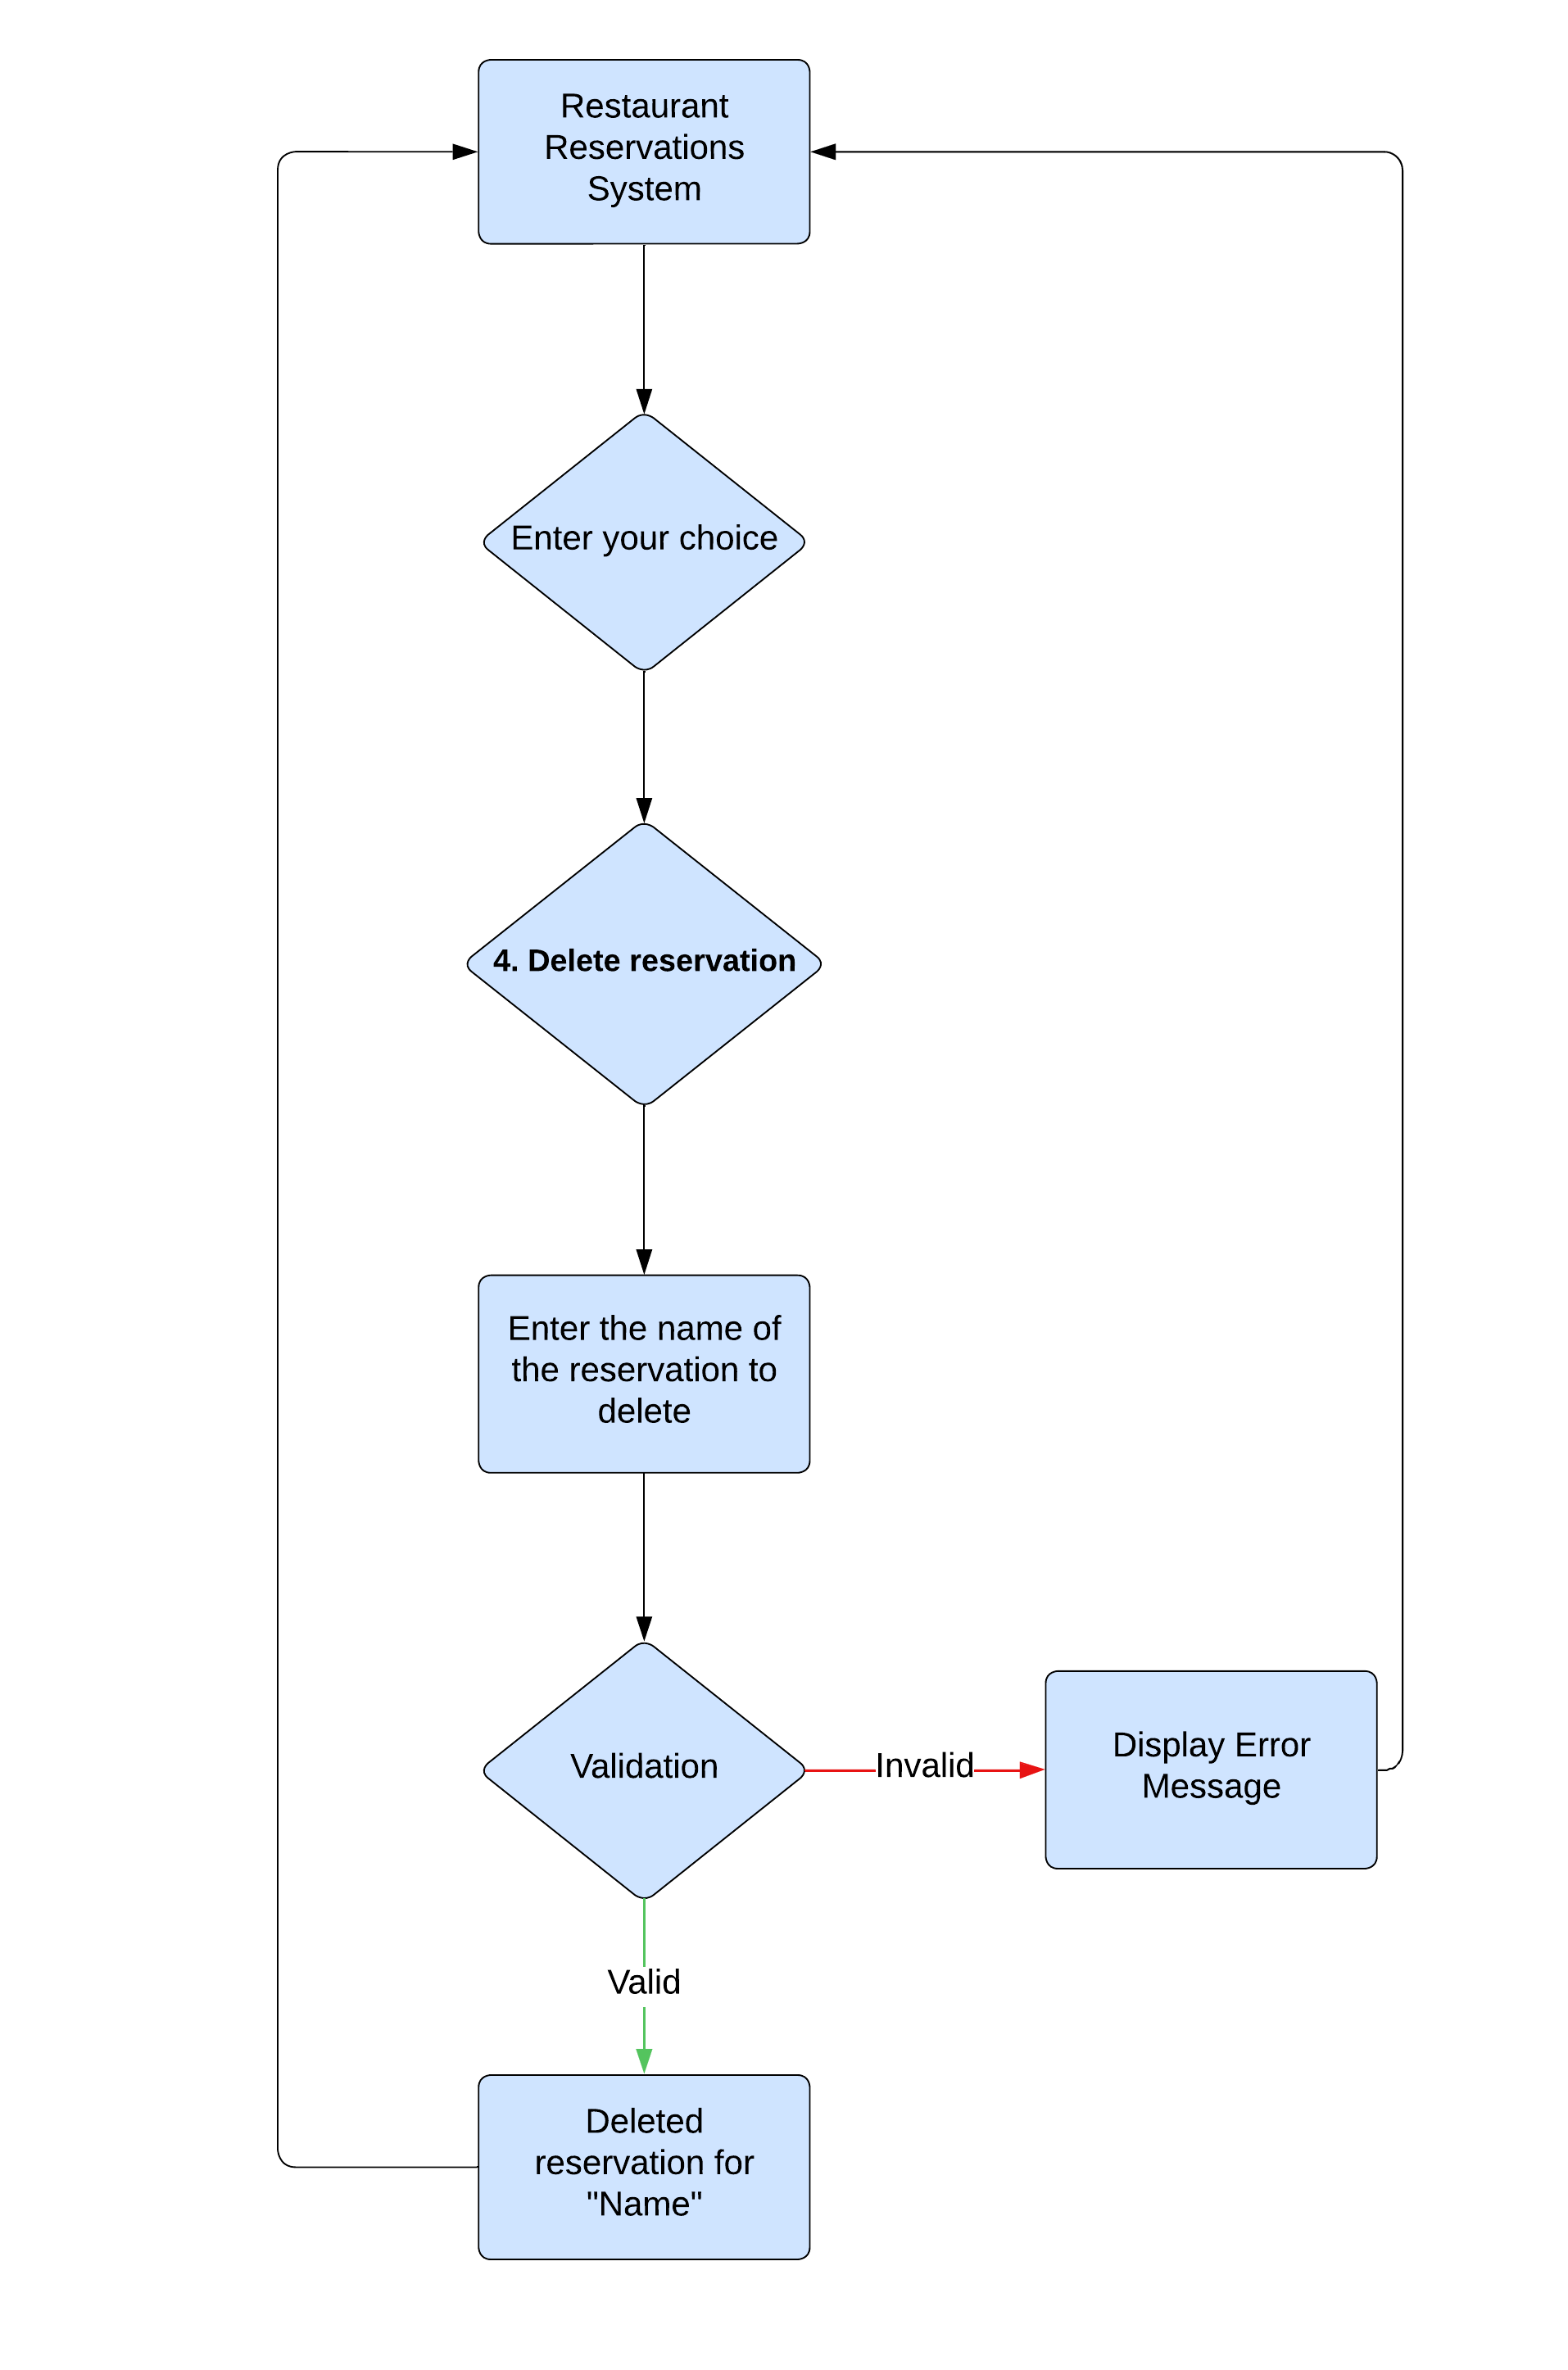 Restaurant
Reservations
System
Enter your choice
4. Delete reservation
Enter the name of
the reservation to
delete
Validation
Invalid
Display Error
Message
Valid
Deleted
reservation for
"Name"